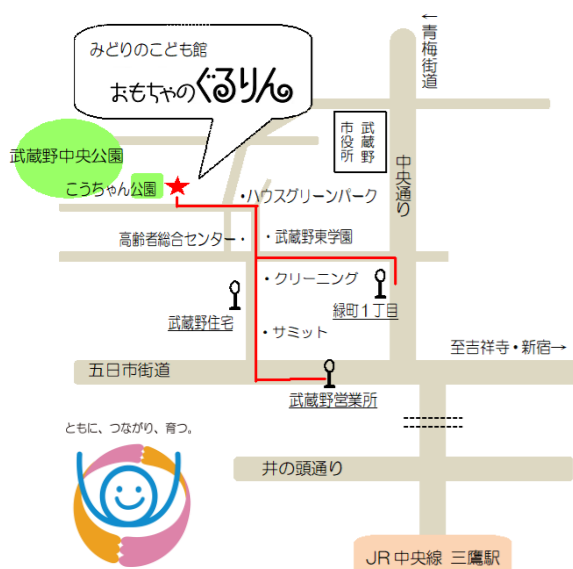 みどりのこども館
おもちゃのぐるりん
←青梅街道
武蔵野中央公園
武蔵野
市役所
中央通り
こうちゃん公園
・ハウスグリーンパーク
高齢者総合センター・
・武蔵野東学園
・クリーニング
武蔵野住宅
緑町1丁目
・サミット
至吉祥寺・新宿→
五日市街道
武蔵野営業所
ともに、つながり、育つ。
井の頭通り
JR中央線 三鷹駅